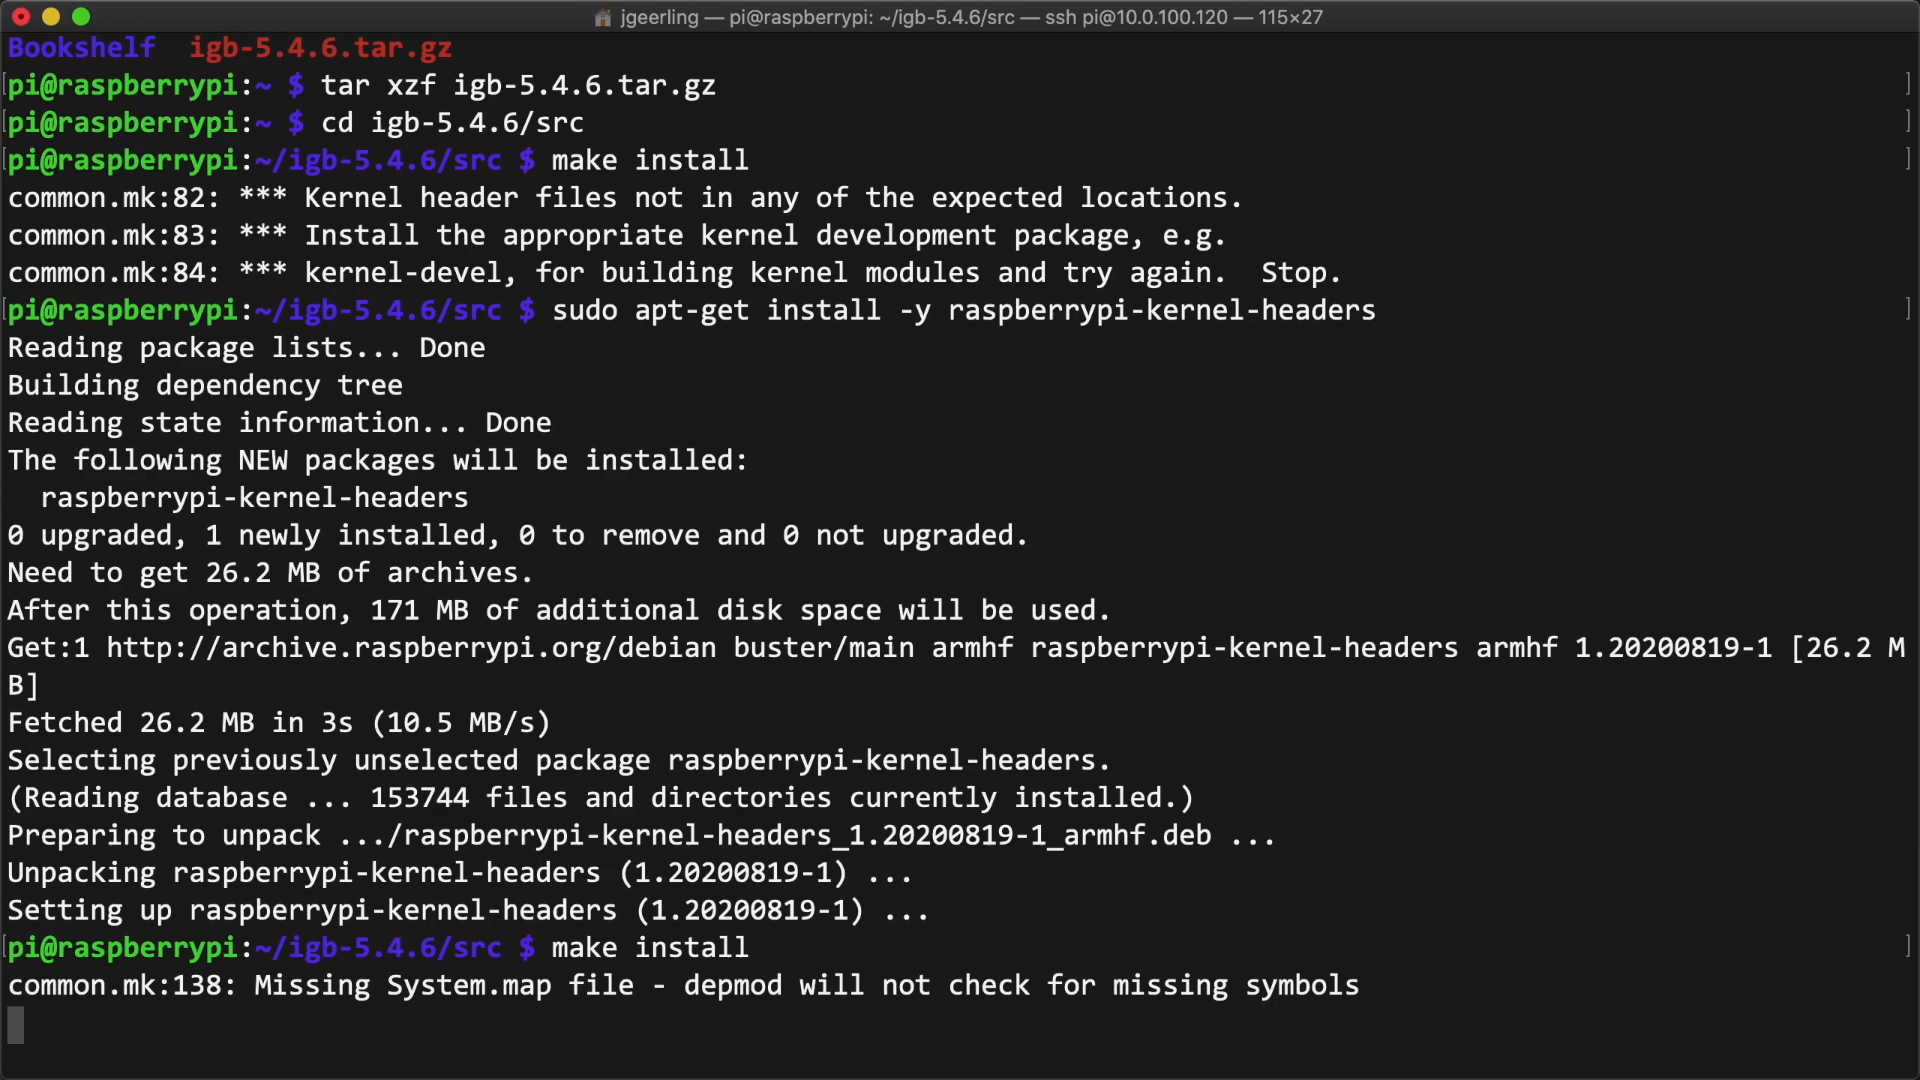 jgeerling — pi@raspberrypi: ~/igb-5.4.6/src — ssh pi@10.0.100.120 — 115×27
Bookshelf  igb-5.4.6.tar.gz
[pi@raspberrypi:~ $ tar xzf igb-5.4.6.tar.gz ]
[pi@raspberrypi:~ $ cd igb-5.4.6/src ]
[pi@raspberrypi:~/igb-5.4.6/src $ make install ]
common.mk:82: *** Kernel header files not in any of the expected locations.
common.mk:83: *** Install the appropriate kernel development package, e.g.
common.mk:84: *** kernel-devel, for building kernel modules and try again.  Stop.
[pi@raspberrypi:~/igb-5.4.6/src $ sudo apt-get install -y raspberrypi-kernel-headers ]
Reading package lists... Done
Building dependency tree
Reading state information... Done
The following NEW packages will be installed:
  raspberrypi-kernel-headers
0 upgraded, 1 newly installed, 0 to remove and 0 not upgraded.
Need to get 26.2 MB of archives.
After this operation, 171 MB of additional disk space will be used.
Get:1 http://archive.raspberrypi.org/debian buster/main armhf raspberrypi-kernel-headers armhf 1.20200819-1 [26.2 M
B]
Fetched 26.2 MB in 3s (10.5 MB/s)
Selecting previously unselected package raspberrypi-kernel-headers.
(Reading database ... 153744 files and directories currently installed.)
Preparing to unpack .../raspberrypi-kernel-headers_1.20200819-1_armhf.deb ...
Unpacking raspberrypi-kernel-headers (1.20200819-1) ...
Setting up raspberrypi-kernel-headers (1.20200819-1) ...
[pi@raspberrypi:~/igb-5.4.6/src $ make install ]
common.mk:138: Missing System.map file - depmod will not check for missing symbols